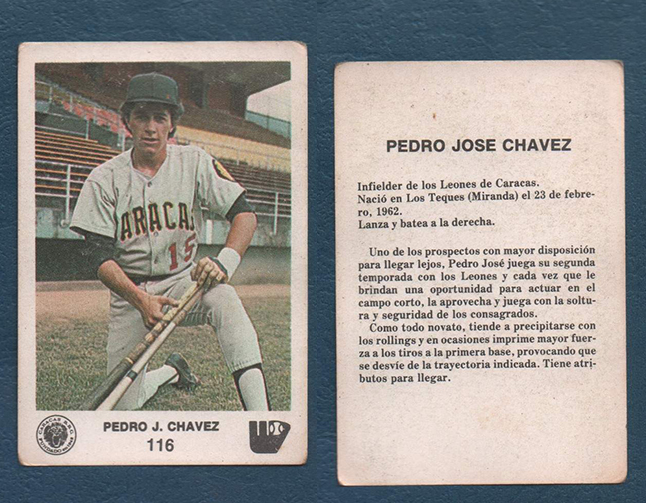 ARACAS
15
PEDRO J. CHAVEZ
116
CARACAS B.B.C.
PEDRO JOSE CHAVEZ
Infielder de los Leones de Caracas.
Nació en Los Teques (Miranda) el 23 de febre-
ro, 1962.
Lanza y batea a la derecha.
Uno de los prospectos con mayor disposición
para llegar lejos, Pedro José juega su segunda
temporada con los Leones y cada vez que le
brindan una oportunidad para actuar en el
campo corto, la aprovecha y juega con la soltu-
ra y seguridad de los consagrados.
Como todo novato, tiende a precipitarse con
los rollings y en ocasiones imprime mayor fuer-
za a los tiros a la primera base, provocando que
se desvíe de la trayectoria indicada. Tiene atri-
butos para llegar.